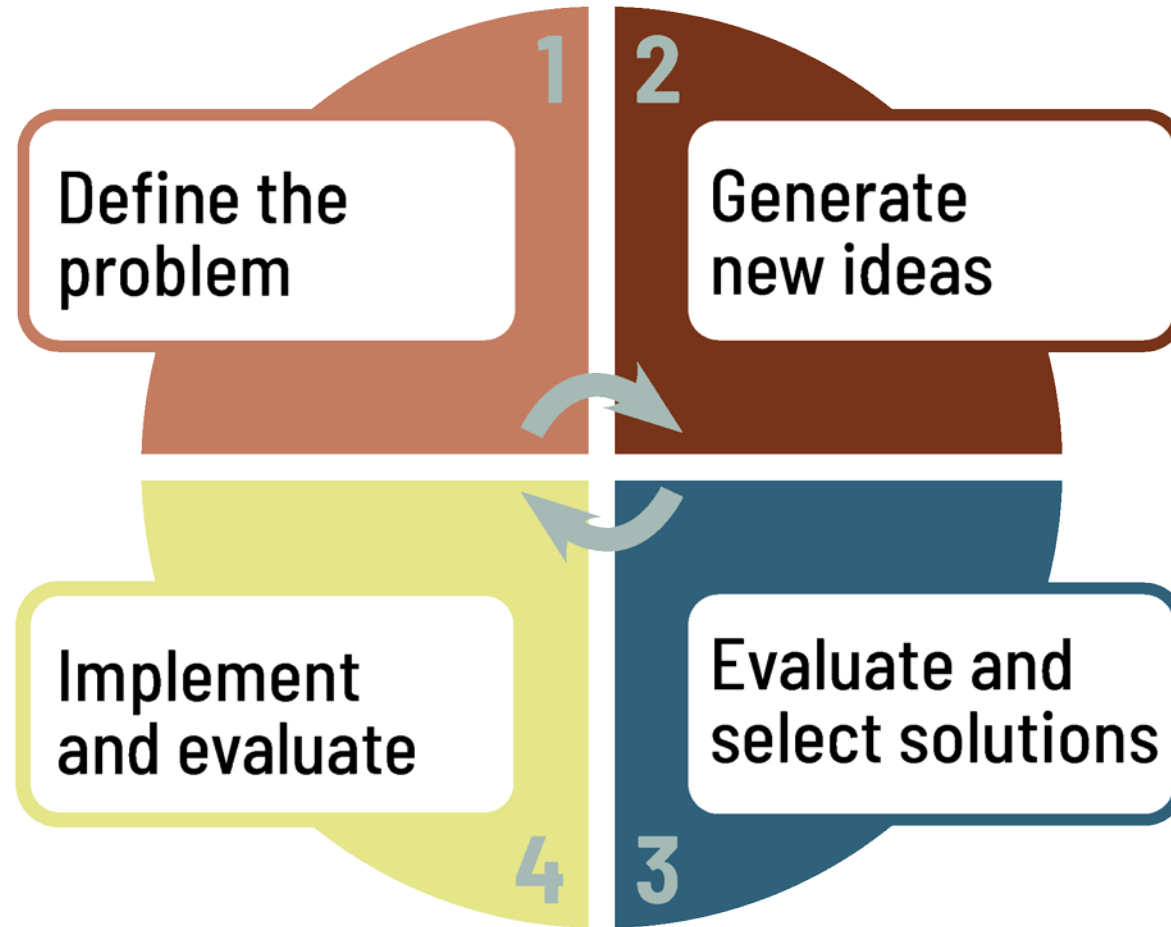 1
Define the
problem
2
Generate
new ideas
3
Evaluate and
select solutions
4
Implement
and evaluate